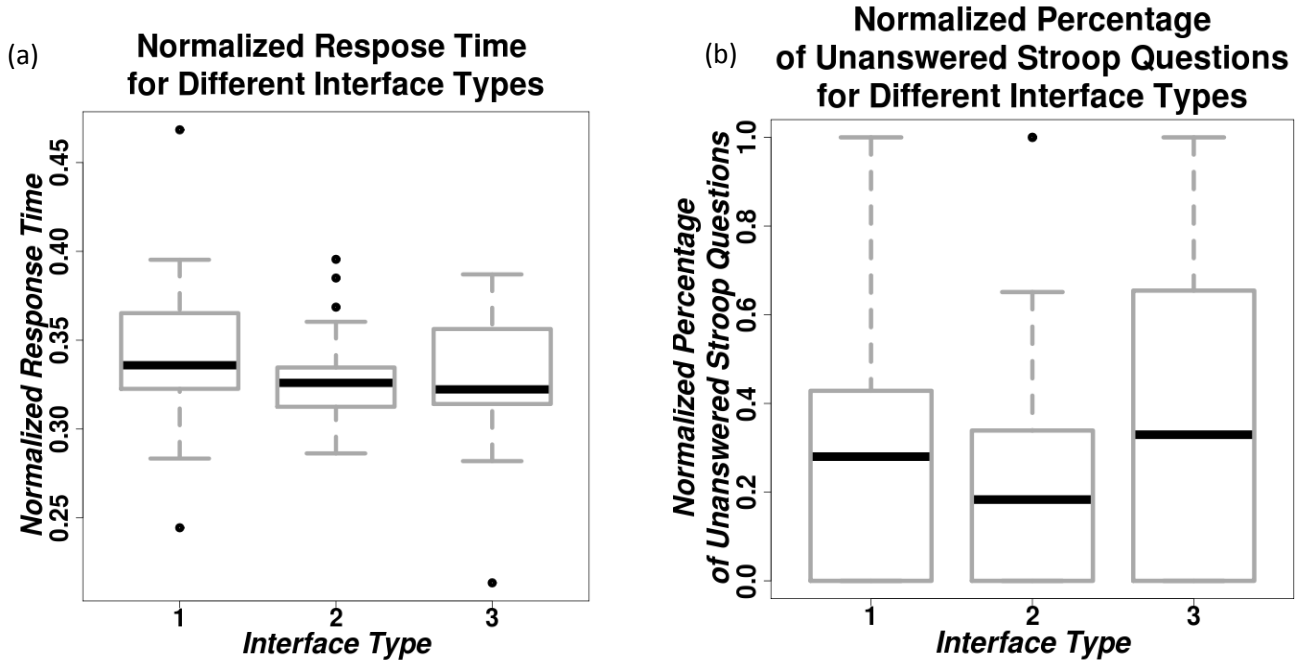 (a)
Normalized Respose Time
for Different Interface Types
Normalized Response Time
0.45
0.40
0.35
0.30
0.25
1 2 3
Interface Type
(b)
Normalized Percentage
of Unanswered Stroop Questions
for Different Interface Types
Normalized Percentage
of Unanswered Stroop Questions
1.0
0.8
0.6
0.4
0.2
0.0
1 2 3
Interface Type